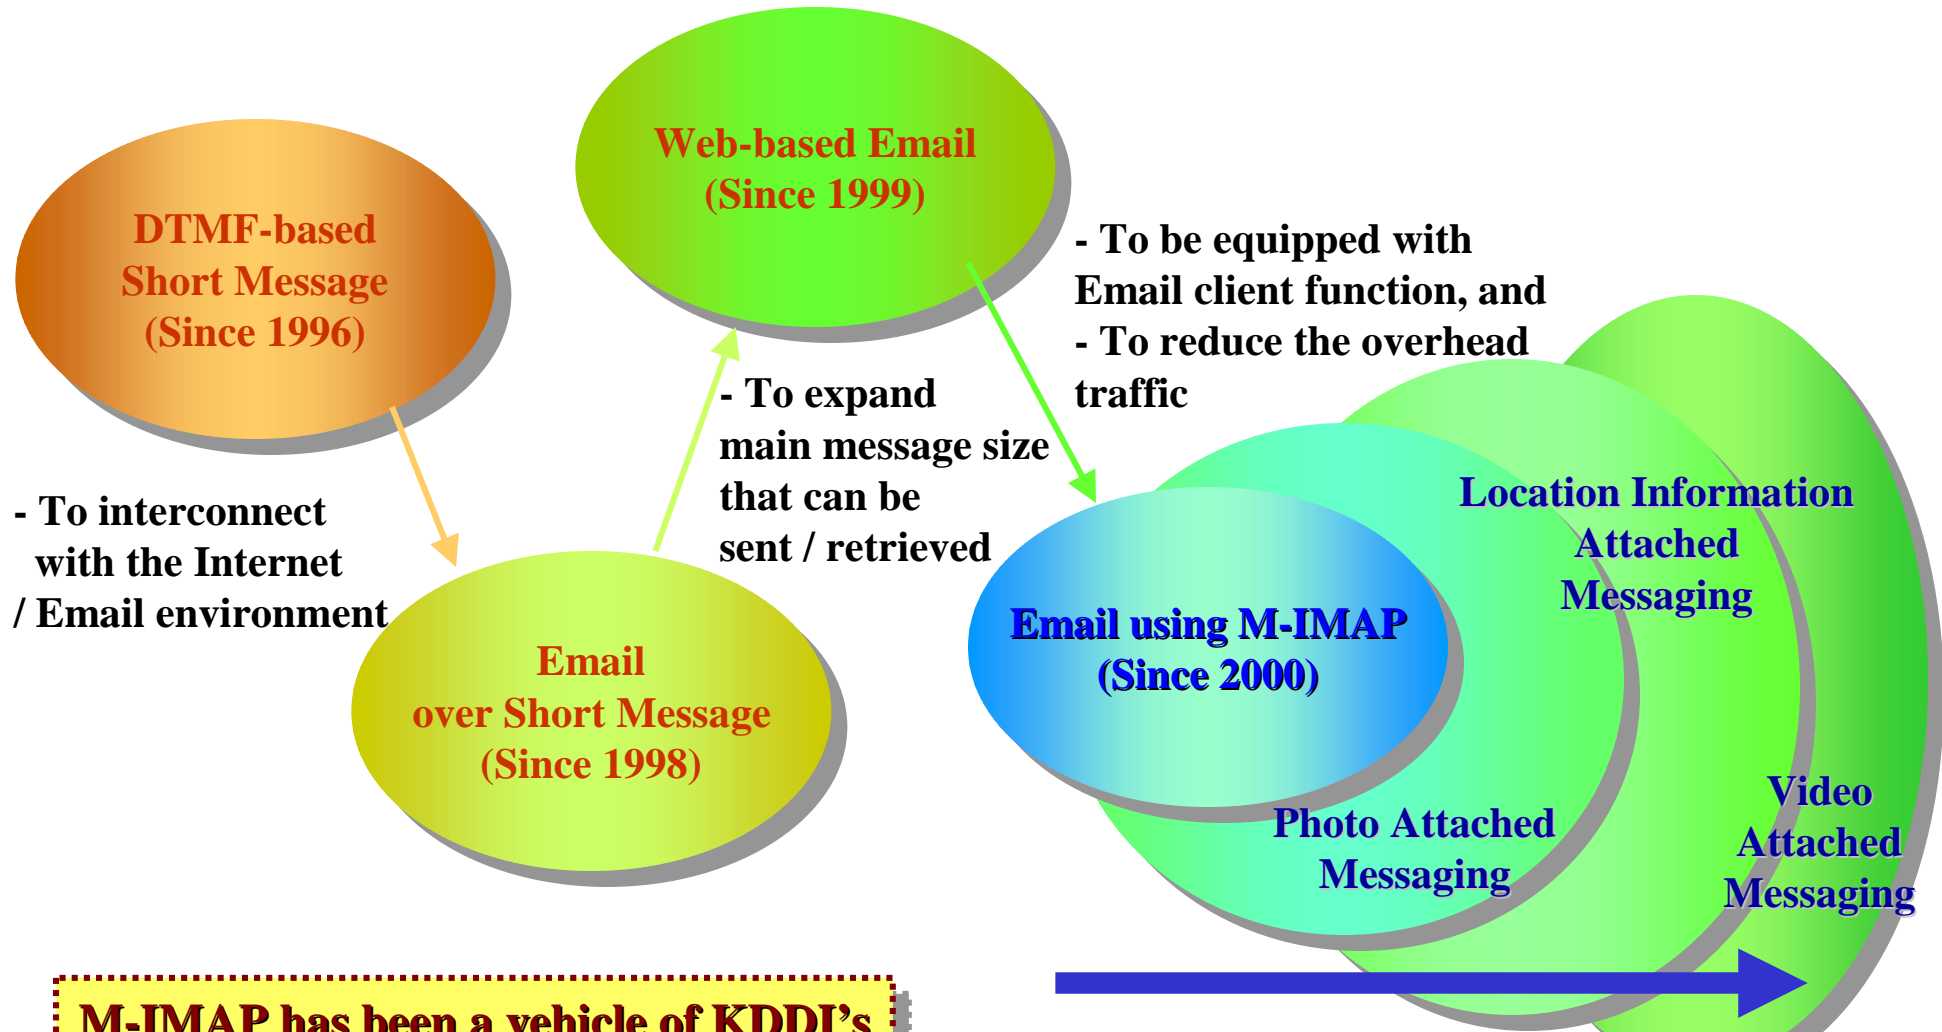 DTMF-based
Short Message
(Since 1996)
- To interconnect
with the Internet
/ Email environment
Email
over Short Message
(Since 1998)
Web-based Email
(Since 1999)
- To expand
main message size
that can be
sent / retrieved
- To be equipped with
Email client function, and
- To reduce the overhead
traffic
Email using M-IMAP
(Since 2000)
Photo Attached
Messaging
Location Information
Attached
Messaging
Video
Attached
Messaging
M-IMAP has been a vehicle of KDDI's